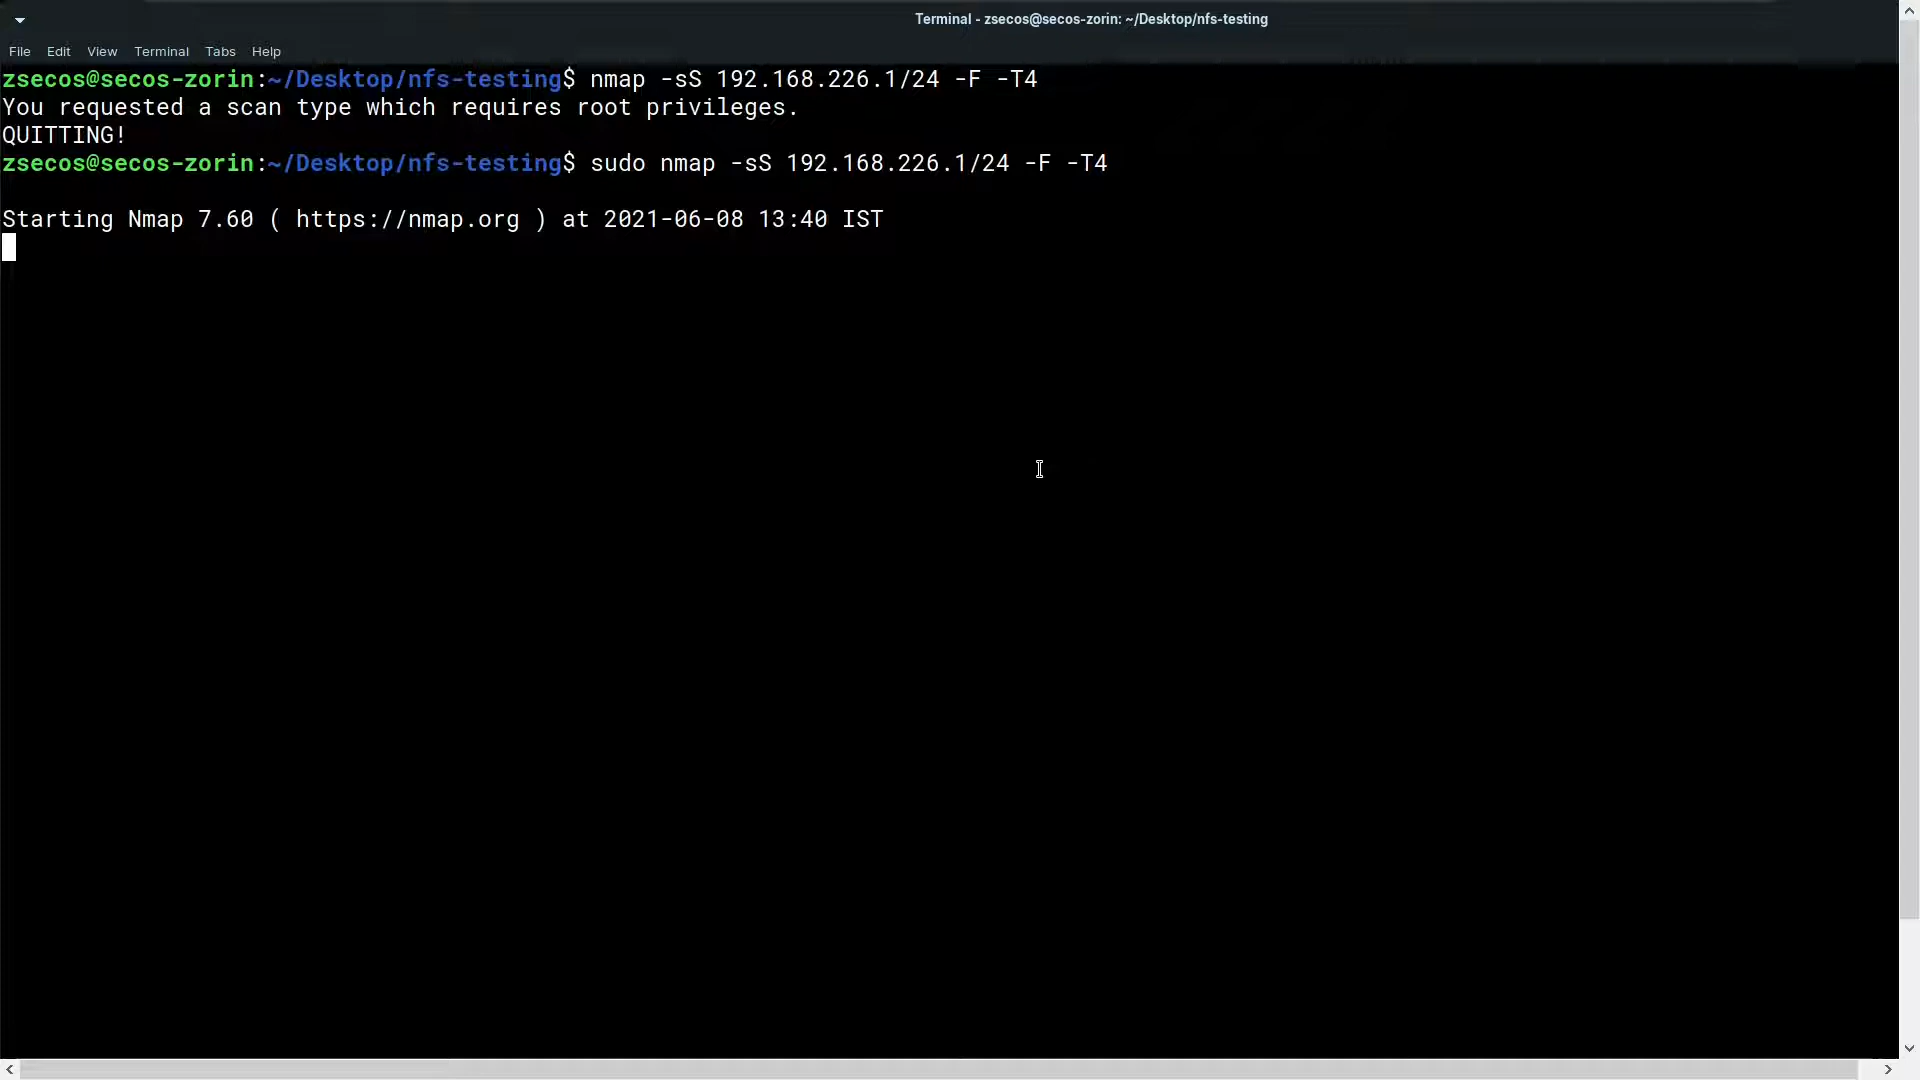 Terminal - zsecos@secos-zorin: ~/Desktop/nfs-testing
File Edit View Terminal Tabs Help
zsecos@secos-zorin:~/Desktop/nfs-testing$ nmap -sS 192.168.226.1/24 -F -T4
You requested a scan type which requires root privileges.
QUITTING!
zsecos@secos-zorin:~/Desktop/nfs-testing$ sudo nmap -sS 192.168.226.1/24 -F -T4
Starting Nmap 7.60 ( https://nmap.org ) at 2021-06-08 13:40 IST